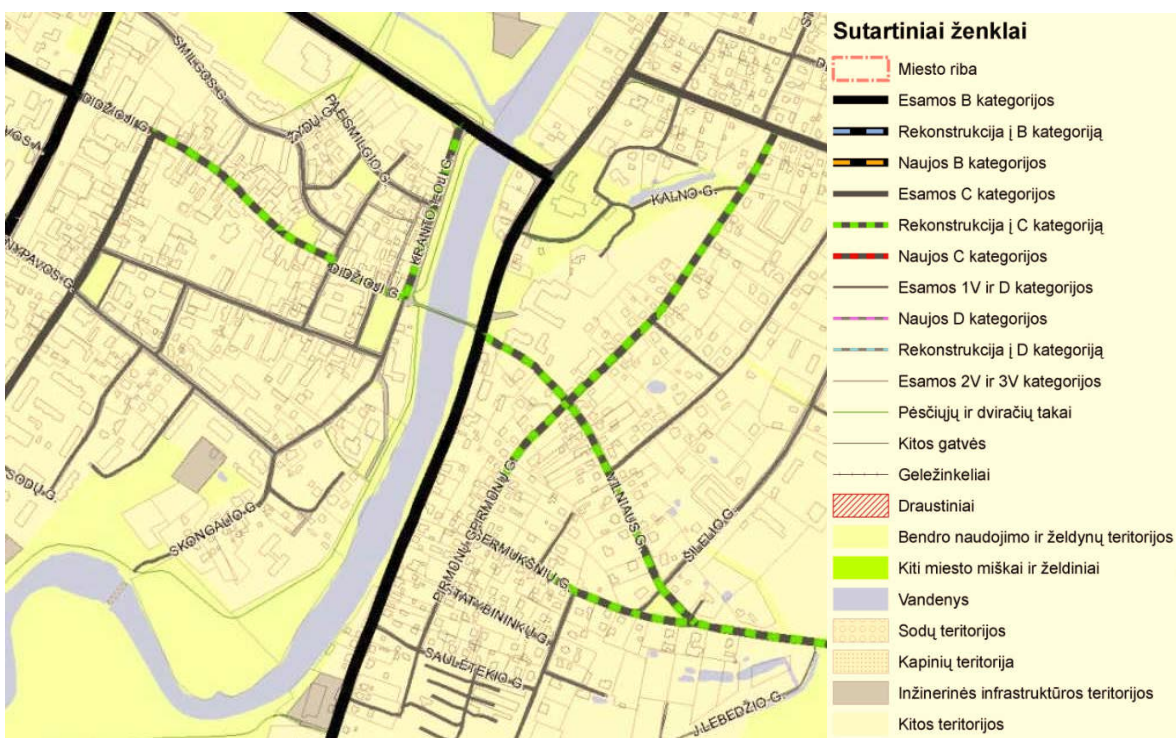 SMILGOS G.
DIDŽIOJI G.
ŽYDŲ G.
PAEISMILGIO G.
KRANTO
KALNO G.
DIDŽIOJI G.
PIRMŪNŲ G.
PIRMŪNŲ G.
VILNIAUS G.
ŠILELIO G.
SODŲ G.
SKONGALIO G.
ŠERMUKŠNIŲ G.
STATYBININKŲ G.
SAULĖTEKIO G.
J.LEBEDŽIO G.
Sutartiniai ženklai
Miesto riba
Esamos B kategorijos
Rekonstrukcija į B kategoriją
Naujos B kategorijos
Esamos C kategorijos
Rekonstrukcija į C kategoriją
Naujos C kategorijos
Esamos 1V ir D kategorijos
Naujos D kategorijos
Rekonstrukcija į D kategoriją
Esamos 2V ir 3V kategorijos
Pėsčiųjų ir dviračių takai
Kitos gatvės
Geležinkeliai
Draustiniai
Bendro naudojimo ir želdynų teritorijos
Kiti miesto miškai ir želdiniai
Vandenys
Sodų teritorijos
Kapinių teritorija
Inžinerinės infrastruktūros teritorijos
Kitos teritorijos